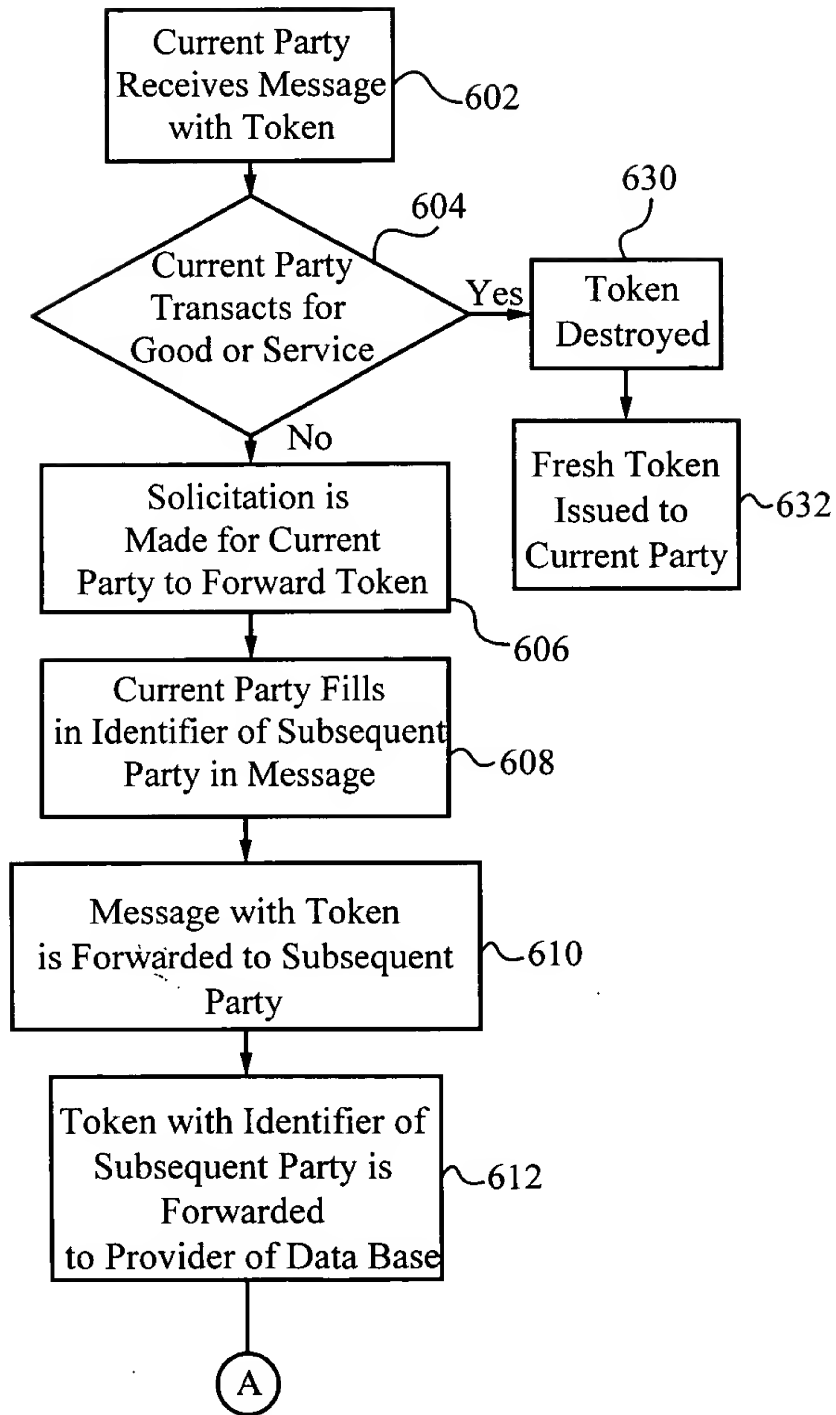 Current Party
Receives Message
with Token
602
604
Current Party
Transacts for
Good or Service
Yes
630
Token
Destroyed
No
Fresh Token
Issued to
Current Party
632
Solicitation is
Made for Current
Party to Forward Token
606
Current Party Fills
in Identifier of Subsequent
Party in Message
608
Message with Token
is Forwarded to Subsequent
Party
610
Token with Identifier of
Subsequent Party is
Forwarded
to Provider of Data Base
612
A